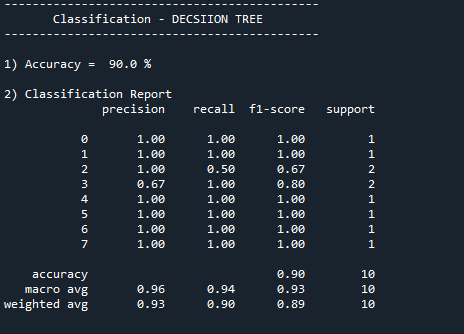 ------------------------------------------------
Classification - DECSIION TREE
------------------------------------------------
1) Accuracy =  90.0 %
2) Classification Report
precision    recall  f1-score   support
0       1.00      1.00      1.00         1
1       1.00      1.00      1.00         1
2       1.00      0.50      0.67         2
3       0.67      1.00      0.80         2
4       1.00      1.00      1.00         1
5       1.00      1.00      1.00         1
6       1.00      1.00      1.00         1
7       1.00      1.00      1.00         1
accuracy                           0.90        10
macro avg       0.96      0.94      0.93        10
weighted avg       0.93      0.90      0.89        10